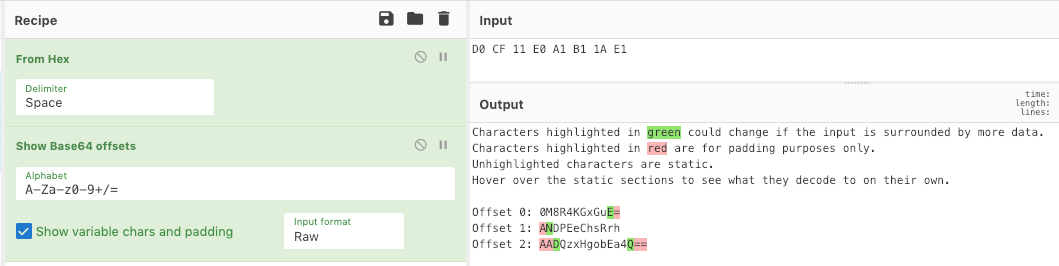 Recipe
From Hex
Delimiter
Space
Show Base64 offsets
Alphabet
A-Za-z0-9+/=
Show variable chars and padding
Input format
Raw
Input
D0 CF 11 E0 A1 B1 1A E1
Output
time:
length:
lines:
Characters highlighted in green could change if the input is surrounded by more data.
Characters highlighted in red are for padding purposes only.
Unhighlighted characters are static.
Hover over the static sections to see what they decode to on their own.
Offset 0: 0M8R4KGxGuE=
Offset 1: ANDPEeChsRrh
Offset 2: AADQzxHgobEa4Q==